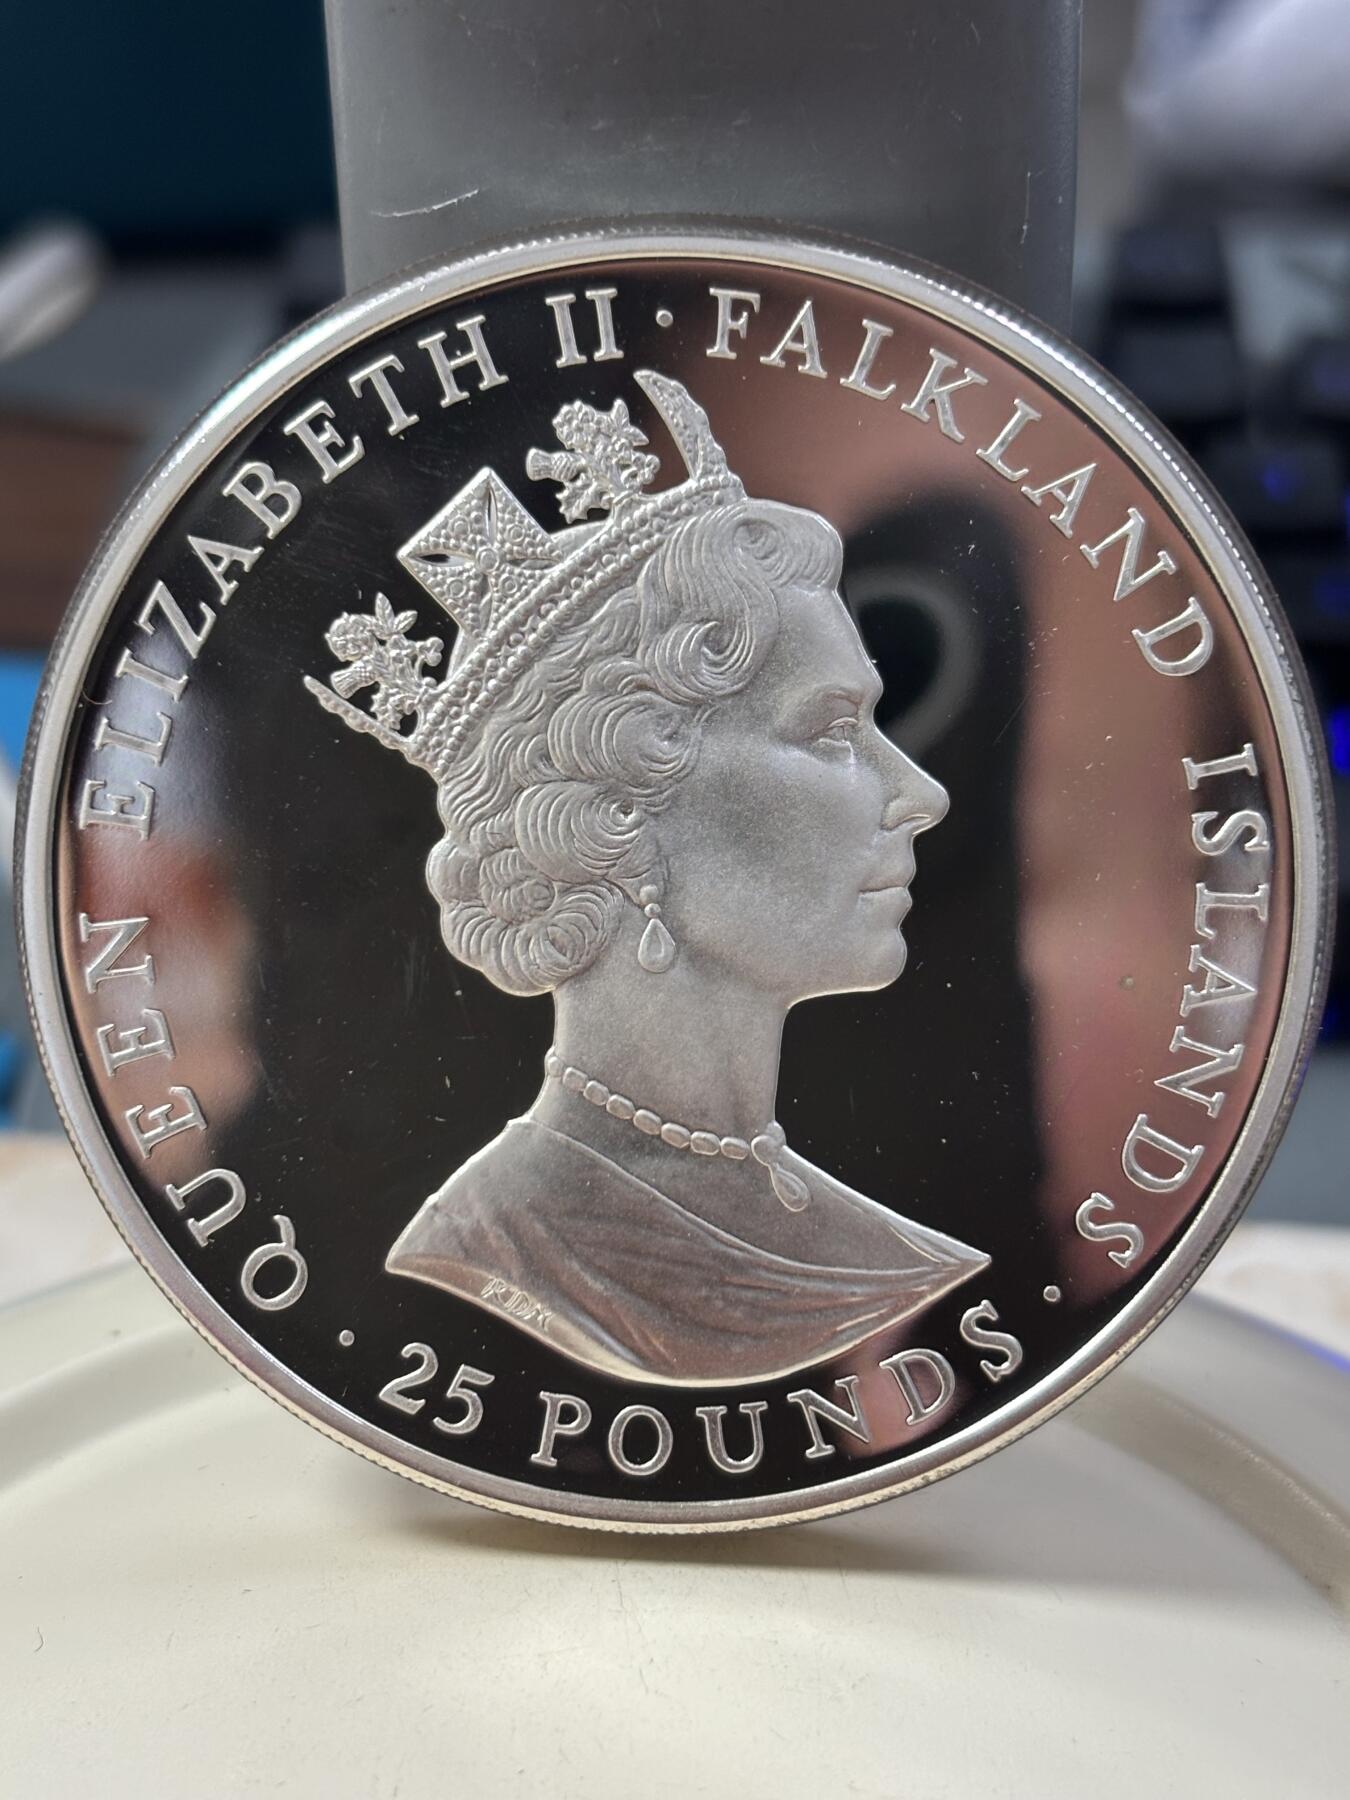 QUEEN ELIZABETH II · FALKLAND ISLANDS ·
25 POUNDS ·
RDM